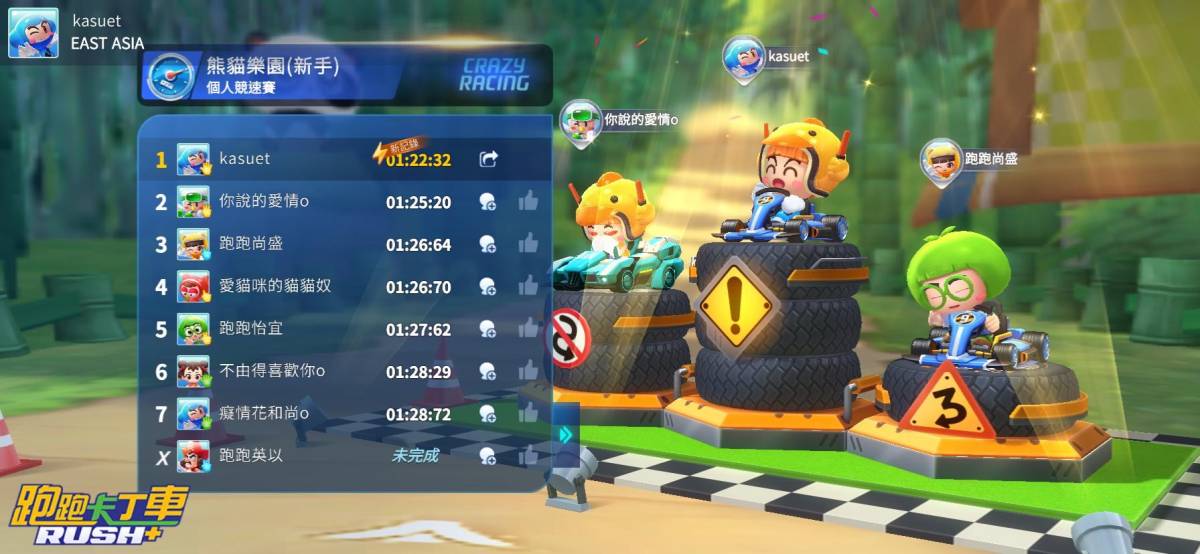 kasuet
EAST ASIA
熊貓樂園(新手)
個人競速賽
CRAZY
RACING
新記錄
1 kasuet 01:22:32
2 你說的愛情o 01:25:20
3 跑跑尚盛 01:26:64
4 愛貓咪的貓貓奴 01:26:70
5 跑跑怡宜 01:27:62
6 不由得喜歡你o 01:28:29
7 癡情花和尚o 01:28:72
X 跑跑英以 未完成
kasuet
你說的愛情o
跑跑尚盛
!
3
跑跑卡丁車
RUSH+